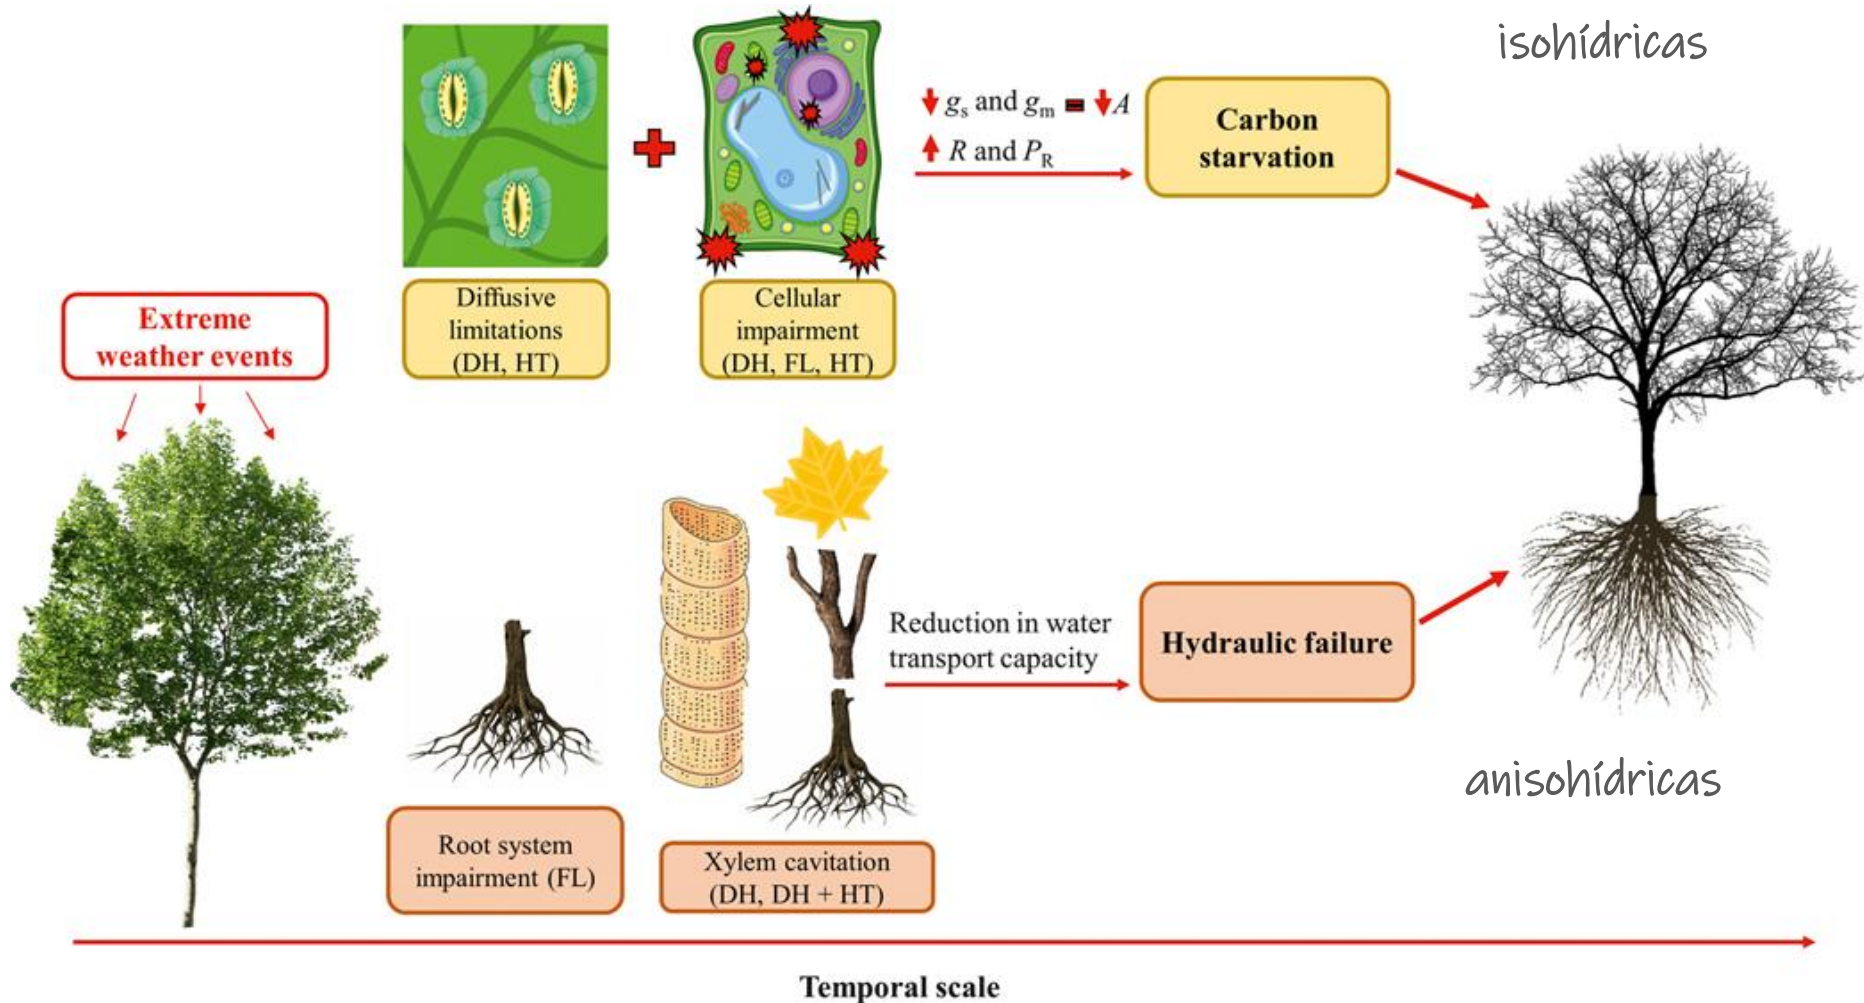 isohídricas
↓ gs and gm = ↓A
↑ R and PR
Carbon
starvation
Diffusive
limitations
(DH, HT)
Cellular
impairment
(DH, FL, HT)
Extreme
weather events
Reduction in water
transport capacity
Hydraulic failure
anisohídricas
Root system
impairment (FL)
Xylem cavitation
(DH, DH + HT)
Temporal scale